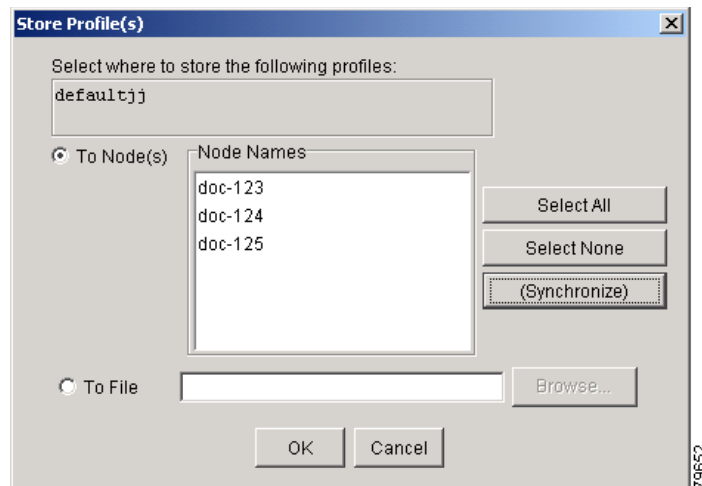 Store Profile(s)
Select where to store the following profiles:
defaultjj
To Node(s)
Node Names
doc-123
doc-124
doc-125
Select All
Select None
(Synchronize)
To File
Browse...
OK
Cancel
79652